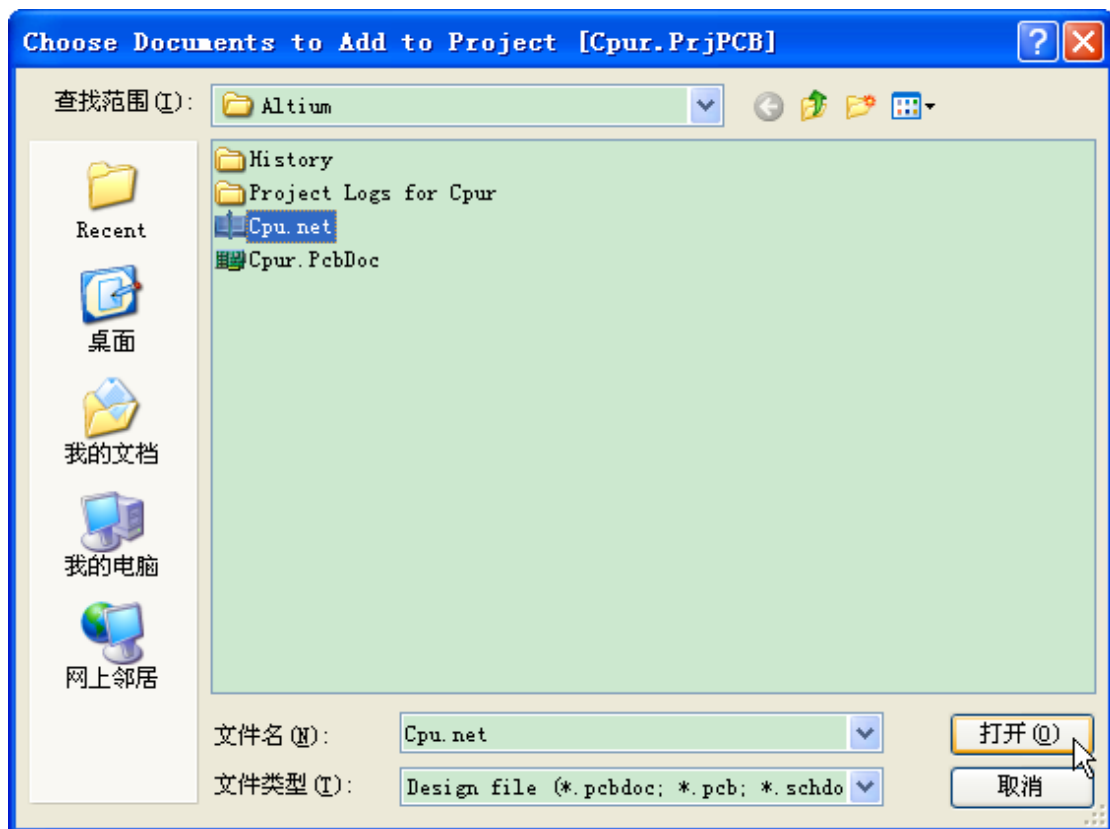 Choose Documents to Add to Project [Cpur.PrjPCB]
查找范围(I):
Altium
History
Project Logs for Cpur
Cpu.net
Cpur.PcbDoc
Recent
桌面
我的文档
我的电脑
网上邻居
文件名(N):
Cpu.net
打开(O)
文件类型(T):
Design file (*.pcbdoc; *.pcb; *.schdo
取消